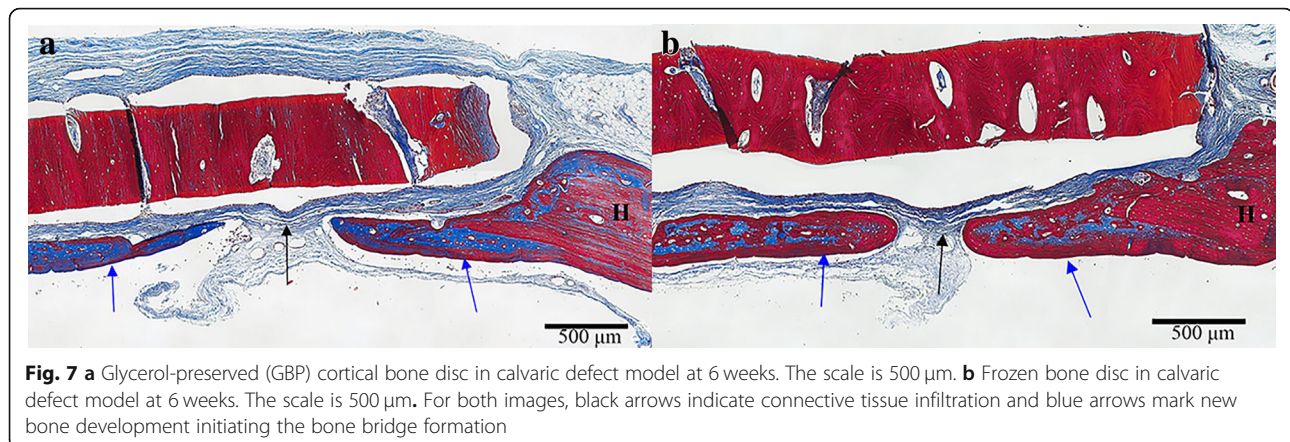 a
b
H
H
500 µm
500 µm
Fig. 7 a Glycerol-preserved (GBP) cortical bone disc in calvaric defect model at 6 weeks. The scale is 500 µm. b Frozen bone disc in calvaric
defect model at 6 weeks. The scale is 500 µm. For both images, black arrows indicate connective tissue infiltration and blue arrows mark new
bone development initiating the bone bridge formation